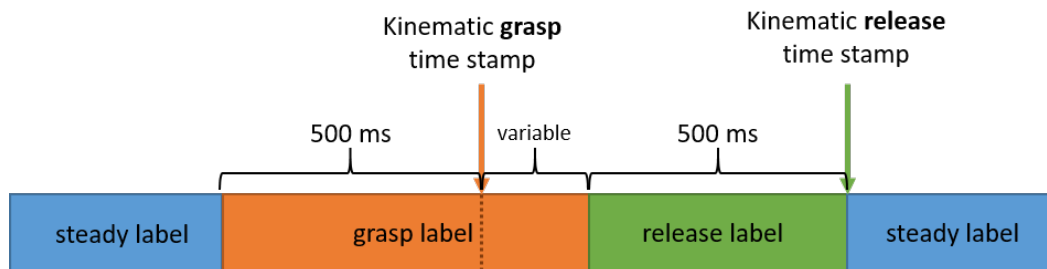 Kinematic grasp
time stamp
Kinematic release
time stamp
500 ms
variable
500 ms
steady label
grasp label
release label
steady label